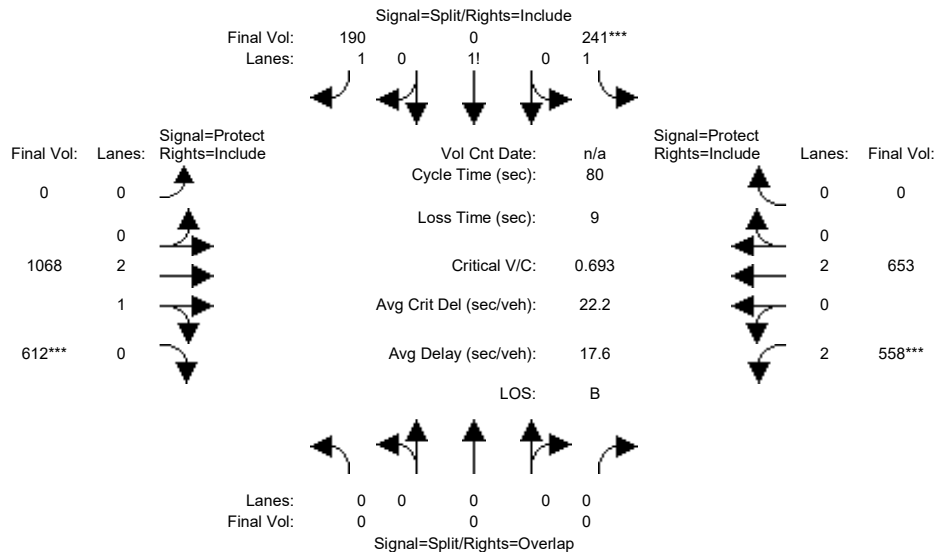 Signal=Split/Rights=Include
Final Vol: 190 0 241***
Lanes: 1 0 1! 0 1
Signal=Protect Signal=Protect
Final Vol: Lanes: Rights=Include Vol Cnt Date: n/a Rights=Include Lanes: Final Vol:
Cycle Time (sec): 80
0 0 0 0
Loss Time (sec): 9
0 0
1068 2 Critical V/C: 0.693 2 653
1 Avg Crit Del (sec/veh): 22.2 0
612*** 0 Avg Delay (sec/veh): 17.6 2 558***
LOS: B
Lanes: 0 0 0 0 0
Final Vol: 0 0 0
Signal=Split/Rights=Overlap